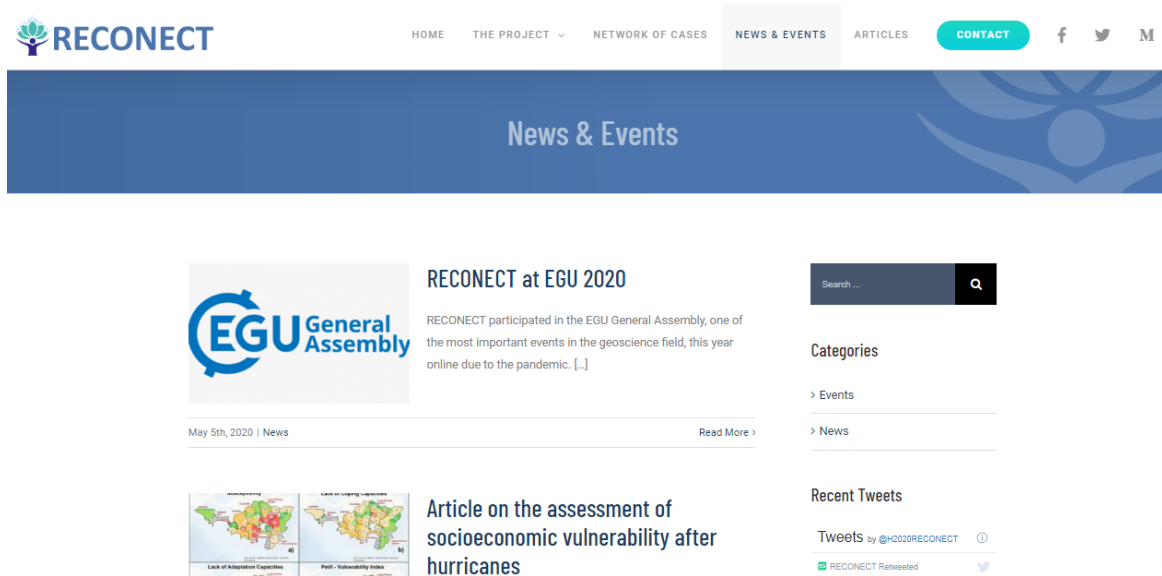 RECONECT
HOME THE PROJECT NETWORK OF CASES NEWS & EVENTS ARTICLES CONTACT
News & Events
EGU General
Assembly
RECONECT at EGU 2020
RECONECT participated in the EGU General Assembly, one of
the most important events in the geoscience field, this year
online due to the pandemic. [...]
May 5th, 2020 | News
Read More >
Lack of Coping Capacities
a)
b)
Lack of Adaptation Capacities
PeVI - Vulnerability Index
Article on the assessment of
socioeconomic vulnerability after
hurricanes
Search ...
Categories
> Events
> News
Recent Tweets
Tweets by @H2020RECONECT
RECONECT Retweeted